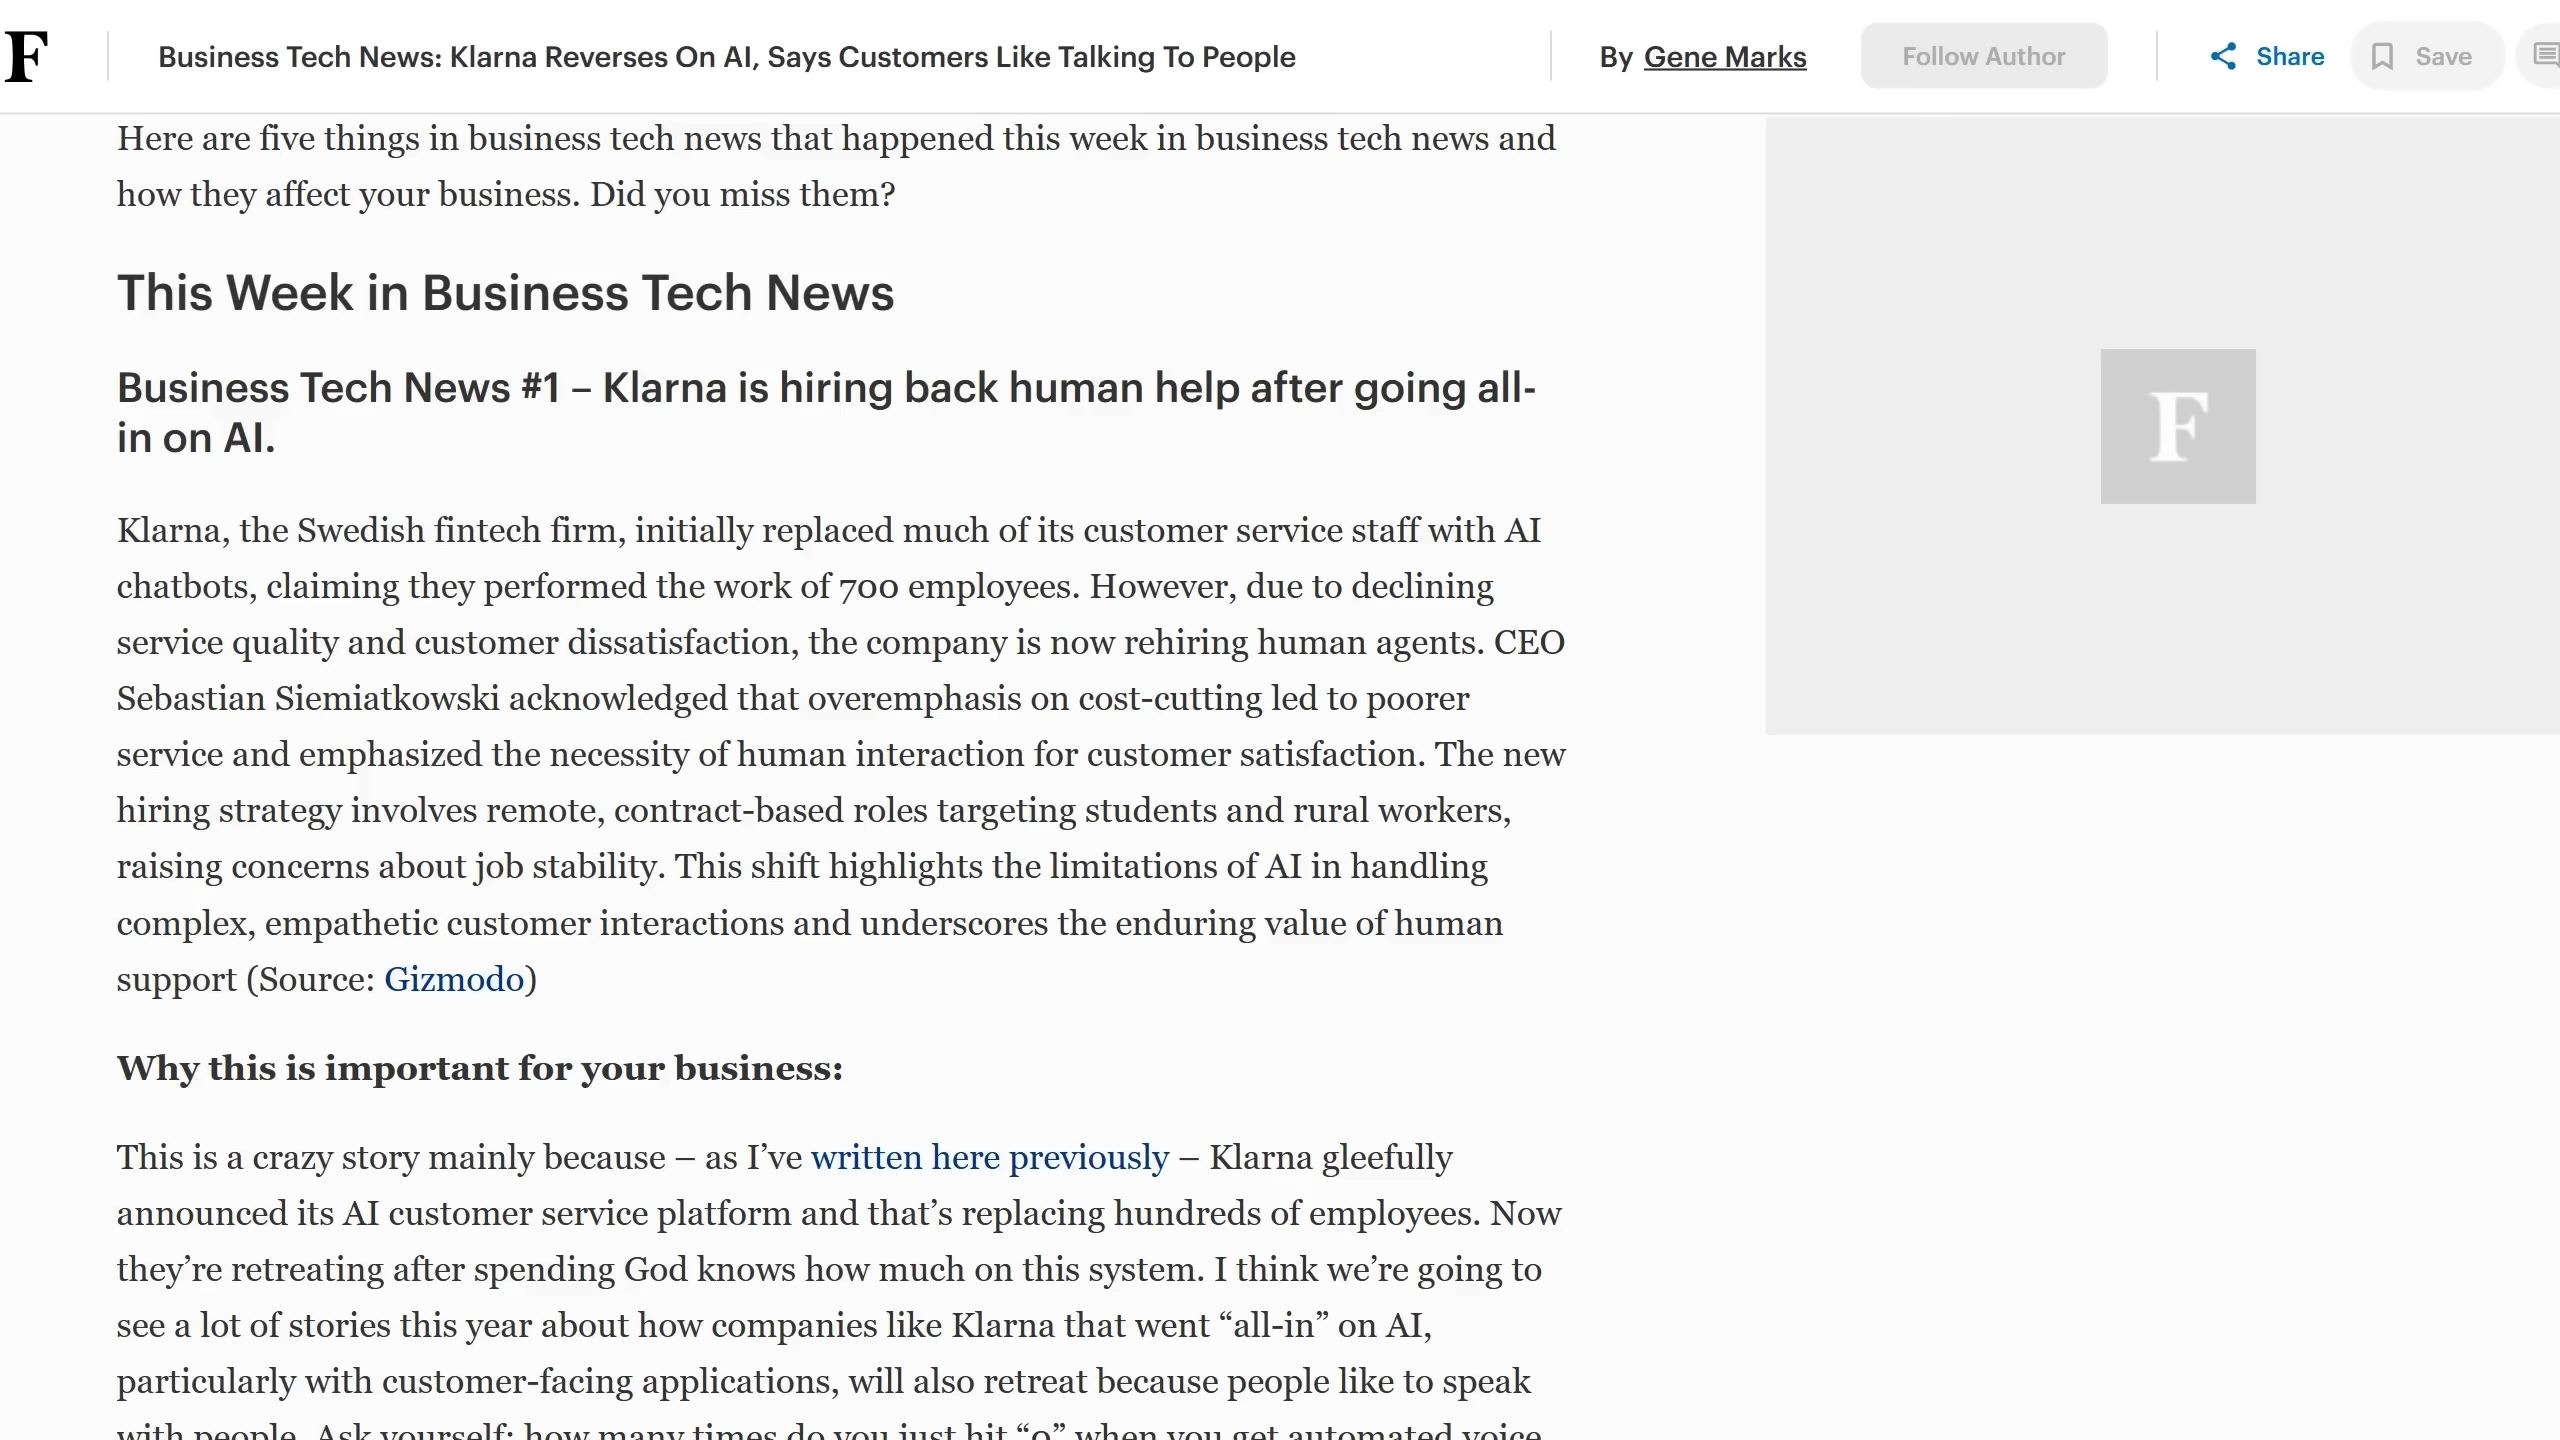 F
Business Tech News: Klarna Reverses On AI, Says Customers Like Talking To People
By Gene Marks
Follow Author
Share
Save
Here are five things in business tech news that happened this week in business tech news and
how they affect your business. Did you miss them?
This Week in Business Tech News
Business Tech News #1 – Klarna is hiring back human help after going all-
in on AI.
Klarna, the Swedish fintech firm, initially replaced much of its customer service staff with AI
chatbots, claiming they performed the work of 700 employees. However, due to declining
service quality and customer dissatisfaction, the company is now rehiring human agents. CEO
Sebastian Siemiatkowski acknowledged that overemphasis on cost-cutting led to poorer
service and emphasized the necessity of human interaction for customer satisfaction. The new
hiring strategy involves remote, contract-based roles targeting students and rural workers,
raising concerns about job stability. This shift highlights the limitations of AI in handling
complex, empathetic customer interactions and underscores the enduring value of human
support (Source: Gizmodo)
Why this is important for your business:
This is a crazy story mainly because – as I’ve written here previously – Klarna gleefully
announced its AI customer service platform and that’s replacing hundreds of employees. Now
they’re retreating after spending God knows how much on this system. I think we’re going to
see a lot of stories this year about how companies like Klarna that went “all-in” on AI,
particularly with customer-facing applications, will also retreat because people like to speak
with people. Ask yourself: how many times do you just hit “0” when you get automated voice
F